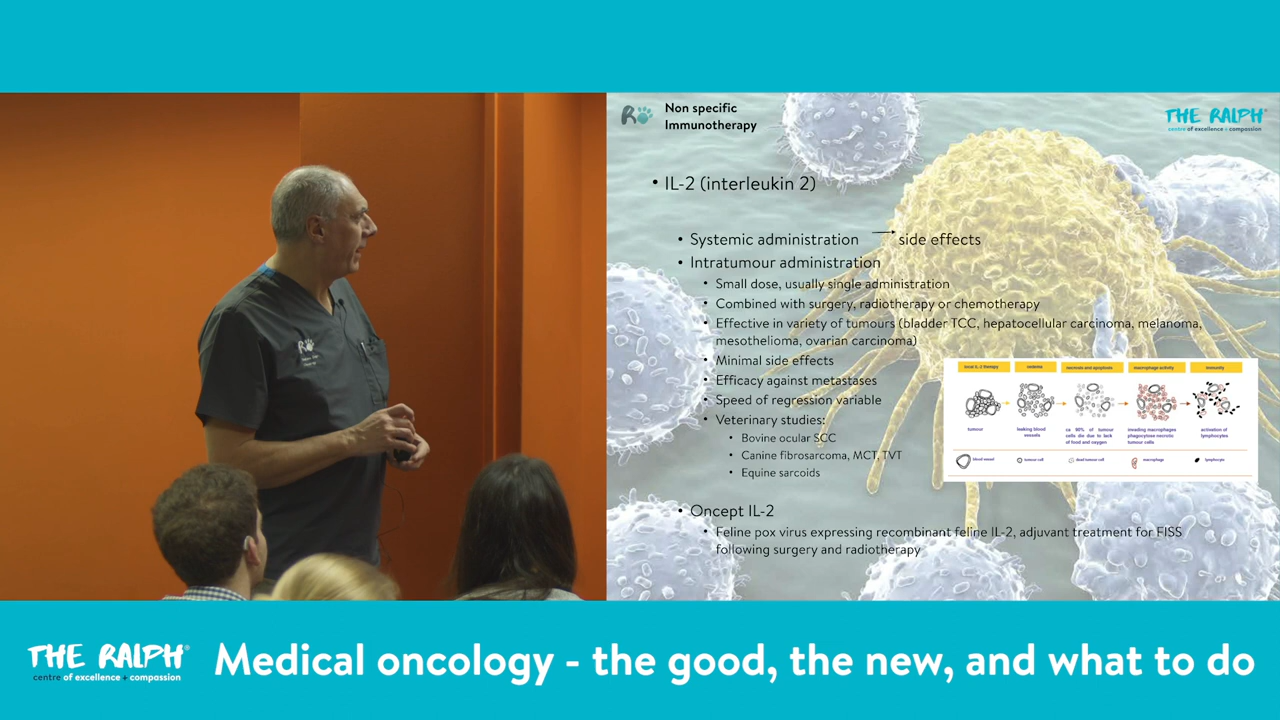 Non specific
Immunotherapy
THE RALPH®
centre of excellence + compassion
• IL-2 (interleukin 2)
• Systemic administration → side effects
• Intratumour administration
• Small dose, usually single administration
• Combined with surgery, radiotherapy or chemotherapy
• Effective in variety of tumours (bladder TCC, hepatocellular carcinoma, melanoma,
mesothelioma, ovarian carcinoma)
• Minimal side effects
• Efficacy against metastases
• Speed of regression variable
• Veterinary studies:
• Bovine ocular SCC
• Canine fibrosarcoma, MCT, TVT
• Equine sarcoids
local IL-2 therapy oedema necrosis and apoptosis macrophage activity immunity
tumour
leaking blood
vessels
ca 80% of tumour
cells die due to lack
of food and oxygen
invading macrophages
phagocytose necrotic
tumour cells
activation of
lymphocytes
blood vessel tumour cell dead tumour cell macrophage lymphocyte
• Oncept IL-2
• Feline pox virus expressing recombinant feline IL-2, adjuvant treatment for FISS
following surgery and radiotherapy
THE RALPH®
centre of excellence + compassion
Medical oncology - the good, the new, and what to do